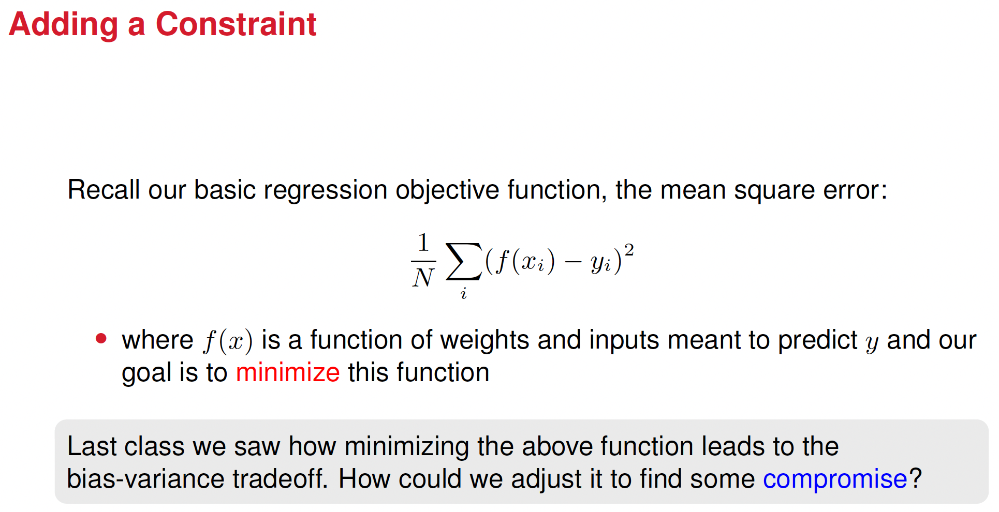 Adding a Constraint
Recall our basic regression objective function, the mean square error:
$\frac{1}{N} \sum_{i} (f(x_i) - y_i)^2$
• where $f(x)$ is a function of weights and inputs meant to predict $y$ and our
goal is to minimize this function
Last class we saw how minimizing the above function leads to the
bias-variance tradeoff. How could we adjust it to find some compromise?